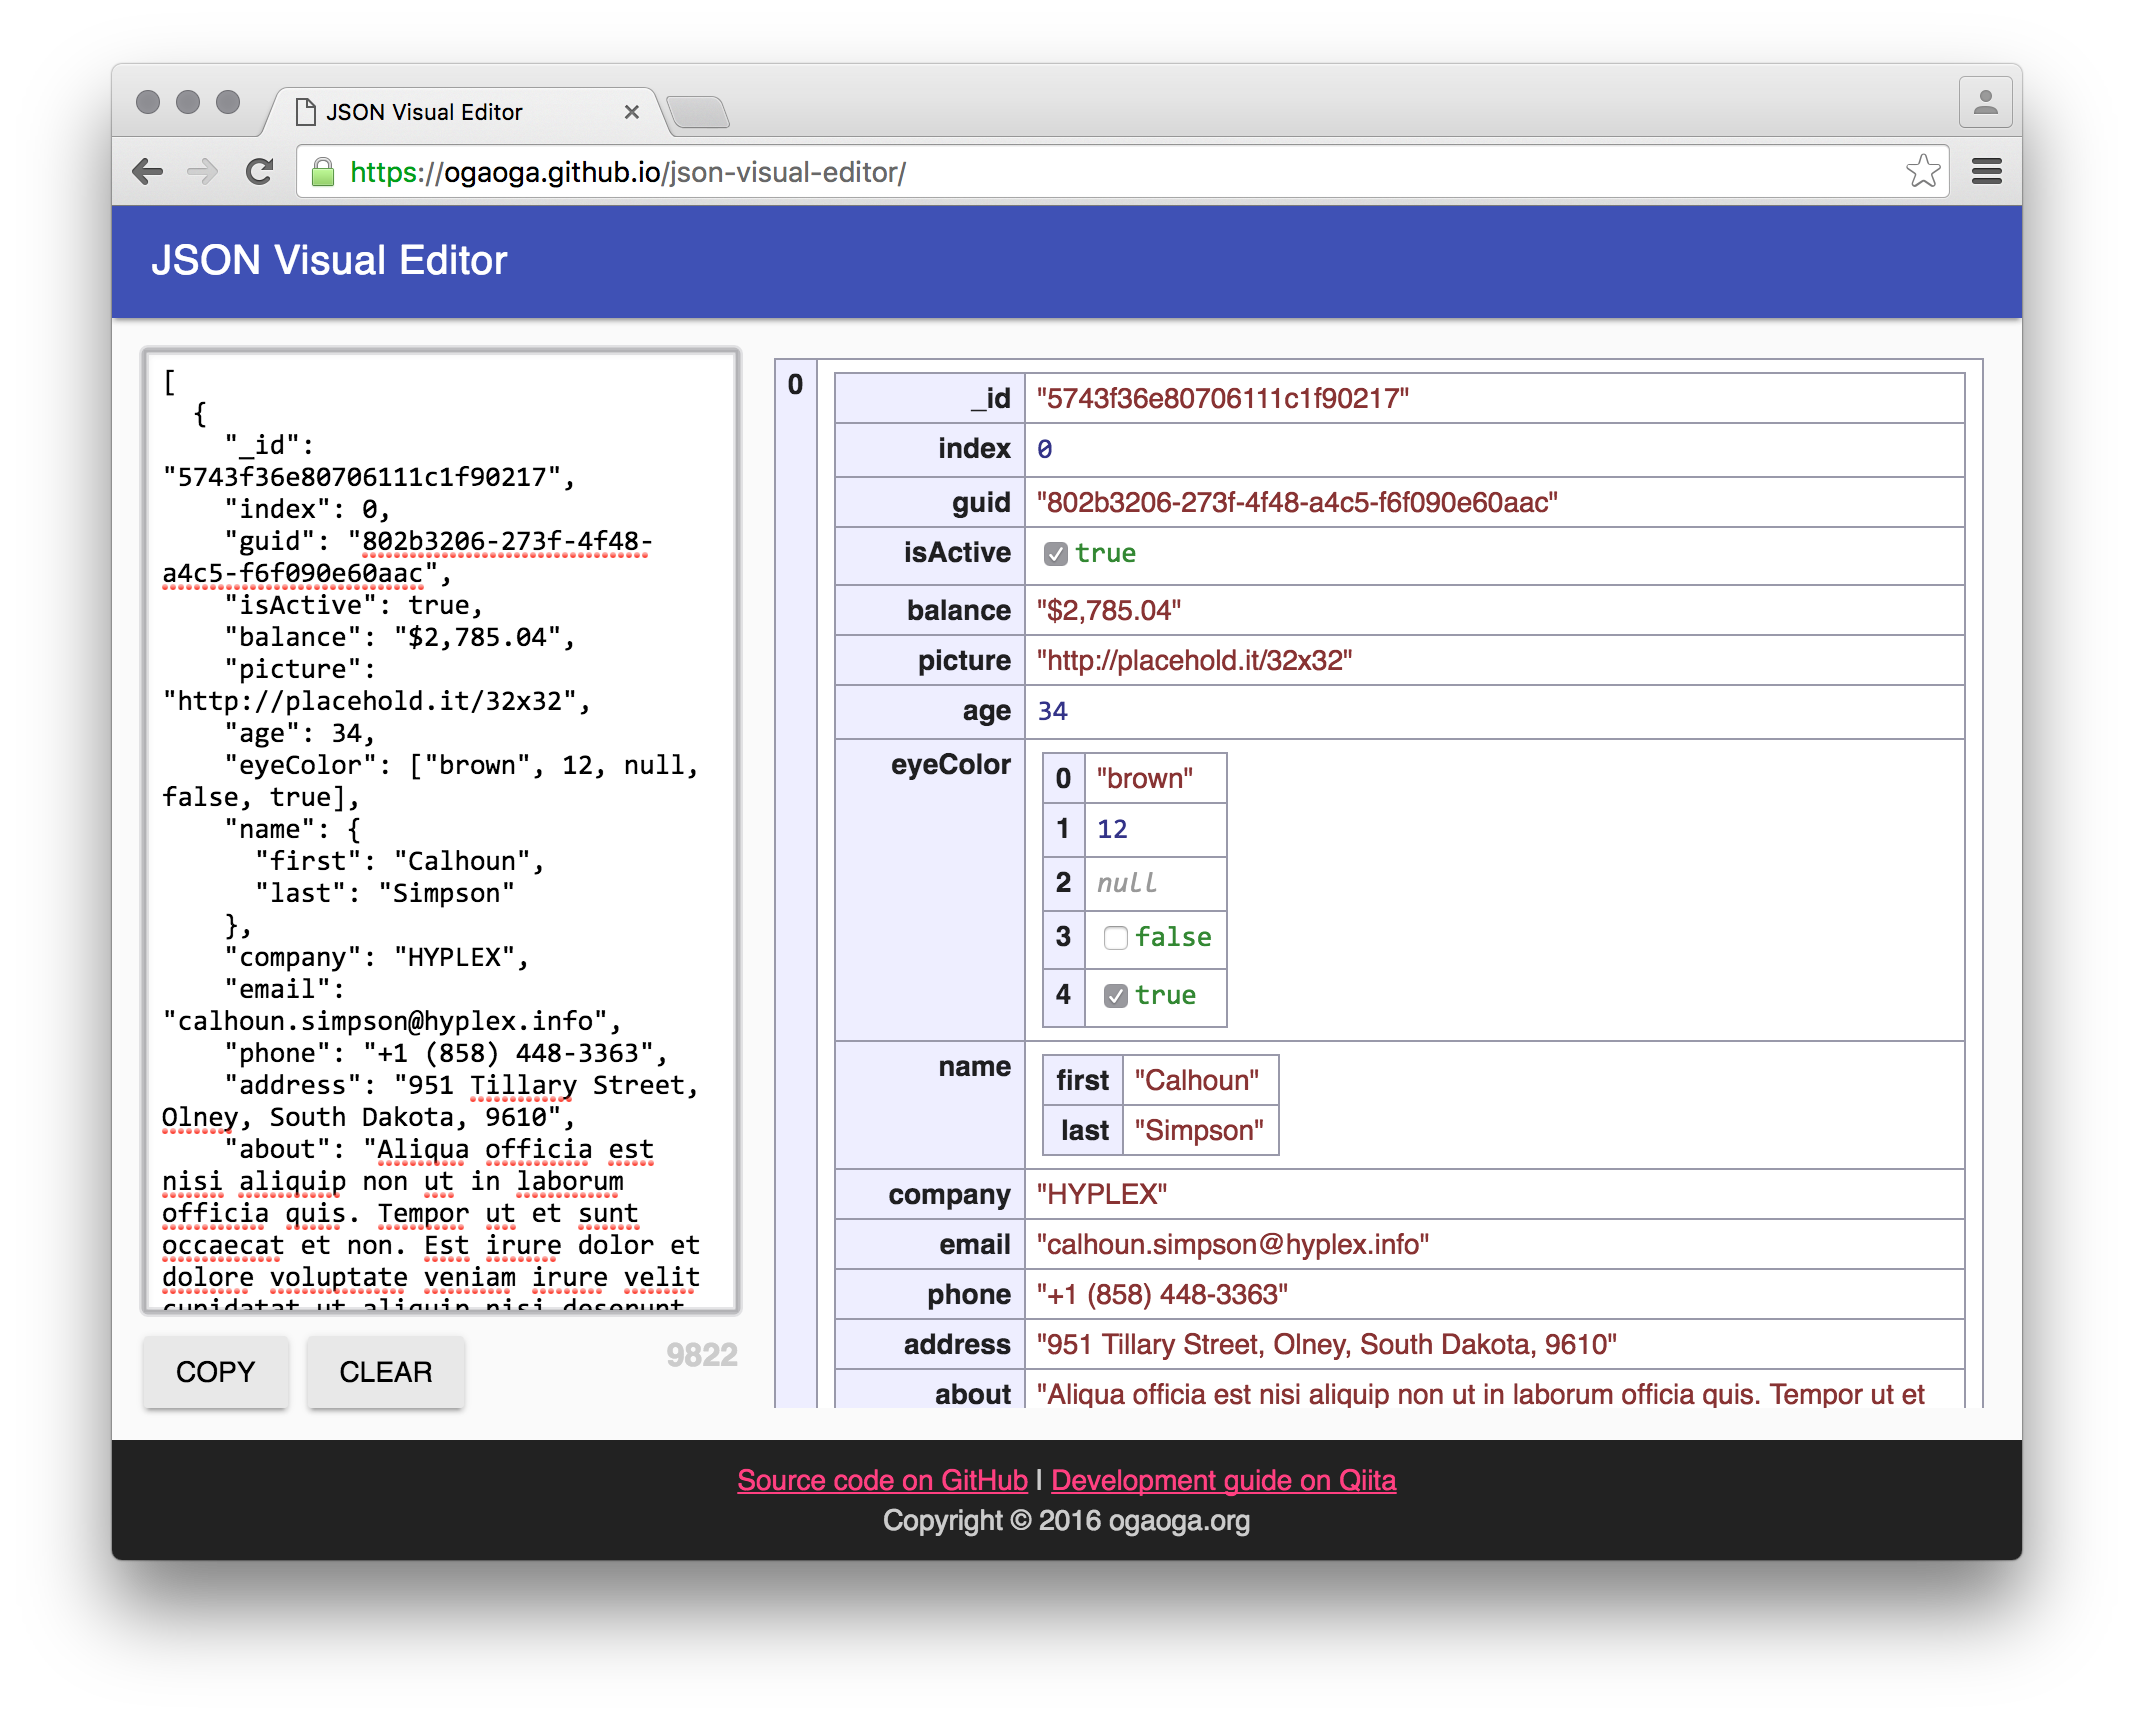 JSON Visual Editor
https://ogaoga.github.io/json-visual-editor/
JSON Visual Editor
[
  {
    "_id":
"5743f36e80706111c1f90217",
    "index": 0,
    "guid": "802b3206-273f-4f48-
a4c5-f6f090e60aac",
    "isActive": true,
    "balance": "$2,785.04",
    "picture":
"http://placehold.it/32x32",
    "age": 34,
    "eyeColor": ["brown", 12, null,
false, true],
    "name": {
      "first": "Calhoun",
      "last": "Simpson"
    },
    "company": "HYPLEX",
    "email":
"calhoun.simpson@hyplex.info",
    "phone": "+1 (858) 448-3363",
    "address": "951 Tillary Street,
Olney, South Dakota, 9610",
    "about": "Aliqua officia est
nisi aliquip non ut in laborum
officia quis. Tempor ut et sunt
occaecat et non. Est irure dolor et
dolore voluptate veniam irure velit
cupidatat ut aliquip nisi deserunt
COPY
CLEAR
9822
0
_id "5743f36e80706111c1f90217"
index 0
guid "802b3206-273f-4f48-a4c5-f6f090e60aac"
isActive true
balance "$2,785.04"
picture "http://placehold.it/32x32"
age 34
eyeColor
0 "brown"
1 12
2 null
3 false
4 true
name
first "Calhoun"
last "Simpson"
company "HYPLEX"
email "calhoun.simpson@hyplex.info"
phone "+1 (858) 448-3363"
address "951 Tillary Street, Olney, South Dakota, 9610"
about "Aliqua officia est nisi aliquip non ut in laborum officia quis. Tempor ut et
Source code on GitHub | Development guide on Qiita
Copyright © 2016 ogaoga.org